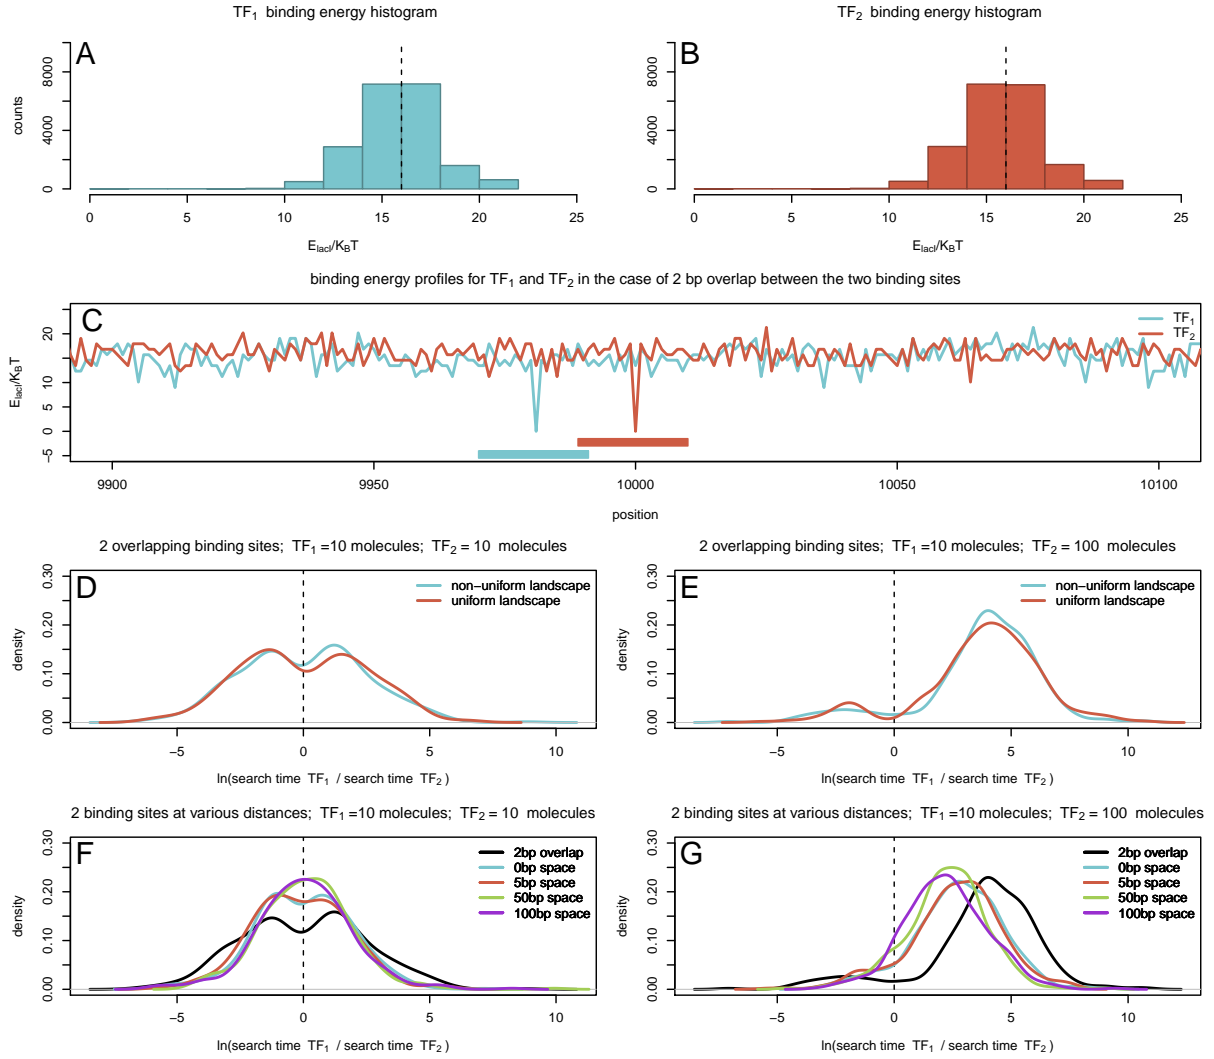 TF1 binding energy histogram
A
counts
0 4000 8000
0 5 10 15 20 25
ElacI/KBT
TF2 binding energy histogram
B
0 4000 8000
0 5 10 15 20 25
ElacI/KBT
binding energy profiles for TF1 and TF2 in the case of 2 bp overlap between the two binding sites
C
ElacI/KBT
−5 0 5 10 20
TF1
TF2
9900 9950 10000 10050 10100
position
2 overlapping binding sites; TF1 =10 molecules; TF2 = 10 molecules
D
density
0.00 0.10 0.20 0.30
non−uniform landscape
uniform landscape
−5 0 5 10
ln(search time TF1 / search time TF2 )
2 overlapping binding sites; TF1 =10 molecules; TF2 = 100 molecules
E
density
0.00 0.10 0.20 0.30
non−uniform landscape
uniform landscape
−5 0 5 10
ln(search time TF1 / search time TF2 )
2 binding sites at various distances; TF1 =10 molecules; TF2 = 10 molecules
F
density
0.00 0.10 0.20 0.30
2bp overlap
0bp space
5bp space
50bp space
100bp space
−5 0 5 10
ln(search time TF1 / search time TF2 )
2 binding sites at various distances; TF1 =10 molecules; TF2 = 100 molecules
G
density
0.00 0.10 0.20 0.30
2bp overlap
0bp space
5bp space
50bp space
100bp space
−5 0 5 10
ln(search time TF1 / search time TF2 )